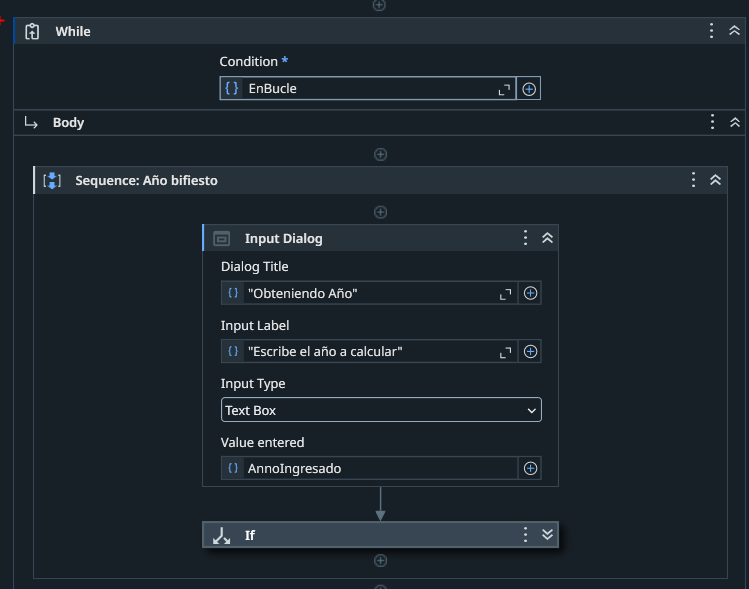 While
Condition *
EnBucle
Body
Sequence: Año bifiesto
Input Dialog
Dialog Title
"Obteniendo Año"
Input Label
"Escribe el año a calcular"
Input Type
Text Box
Value entered
AnnoIngresado
If